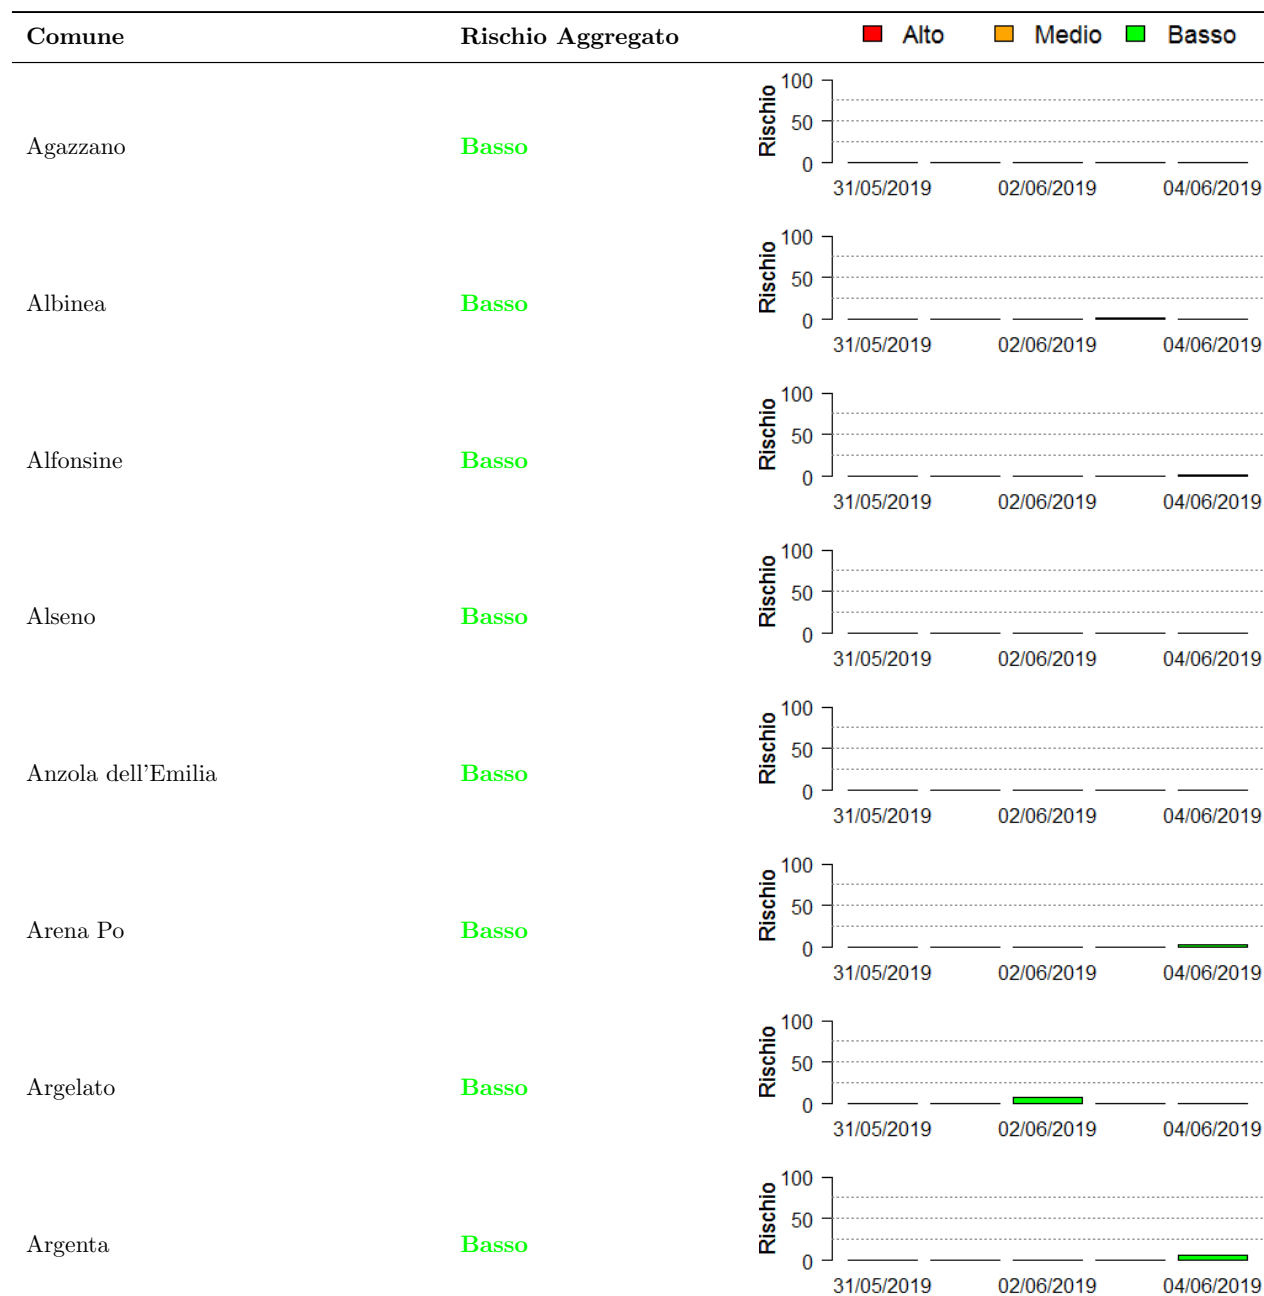 Comune Rischio Aggregato Alto Medio Basso
Agazzano Basso Rischio 100 50 0
31/05/2019 02/06/2019 04/06/2019
Albinea Basso Rischio 100 50 0
31/05/2019 02/06/2019 04/06/2019
Alfonsine Basso Rischio 100 50 0
31/05/2019 02/06/2019 04/06/2019
Alseno Basso Rischio 100 50 0
31/05/2019 02/06/2019 04/06/2019
Anzola dell'Emilia Basso Rischio 100 50 0
31/05/2019 02/06/2019 04/06/2019
Arena Po Basso Rischio 100 50 0
31/05/2019 02/06/2019 04/06/2019
Argelato Basso Rischio 100 50 0
31/05/2019 02/06/2019 04/06/2019
Argenta Basso Rischio 100 50 0
31/05/2019 02/06/2019 04/06/2019